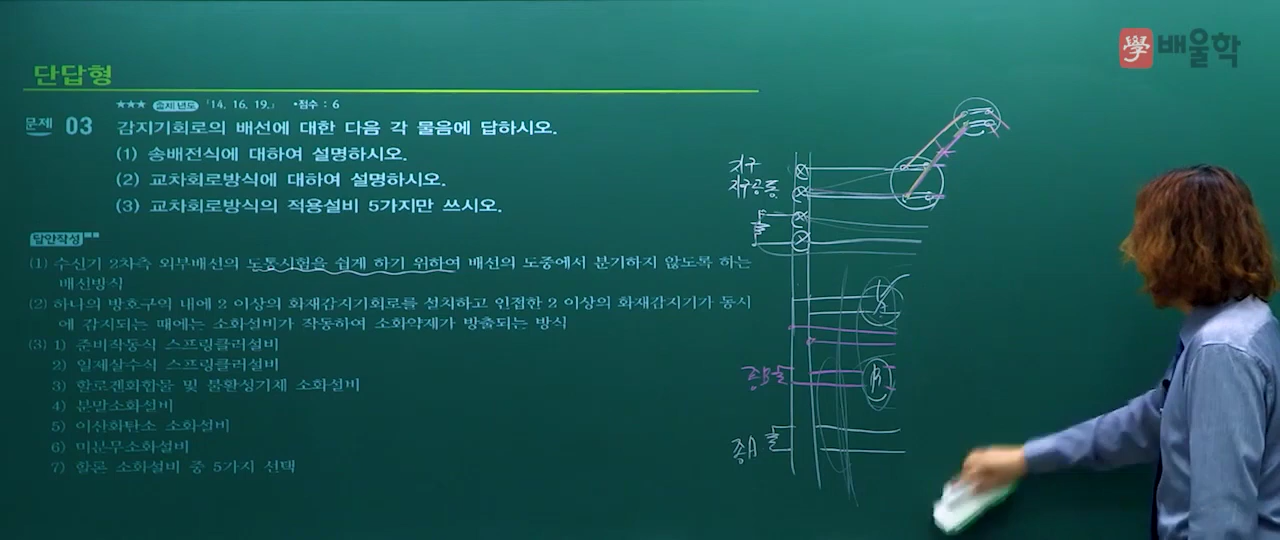 學 배울학
단답형
★★★ 출제년도 「14. 16. 19.」 •점수 : 6
문제 03 감지기회로의 배선에 대한 다음 각 물음에 답하시오.
(1) 송배전식에 대하여 설명하시오.
(2) 교차회로방식에 대하여 설명하시오.
(3) 교차회로방식의 적용설비 5가지만 쓰시오.
답안작성
(1) 수신기 2차측 외부배선의 도통시험을 쉽게 하기 위하여 배선의 도중에서 분기하지 않도록 하는
배선방식
(2) 하나의 방호구역 내에 2 이상의 화재감지기회로를 설치하고 인접한 2 이상의 화재감지기가 동시
에 감지되는 때에는 소화설비가 작동하여 소화약제가 방출되는 방식
(3) 1) 준비작동식 스프링클러설비
2) 일제살수식 스프링클러설비
3) 할로겐화합물 및 불활성기체 소화설비
4) 분말소화설비
5) 이산화탄소 소화설비
6) 미분무소화설비
7) 할론 소화설비 중 5가지 선택
지구
지구공통
B
종A